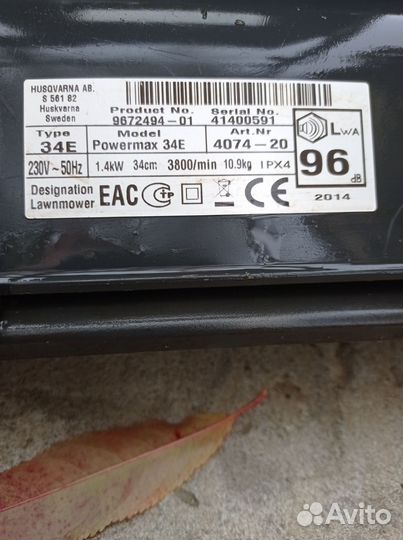 HUSQVARNA AB.
S 561 82
Huskvarna
Sweden
Product No. Serial No.
9672494-01 41400591
Type Model Art.Nr
34E Powermax 34E 4074-20
230V~50Hz 1.4kW 34cm 3800/min 10.9kg IPX4
Designation
Lawnmower
EAC
CE
LWA
96
dB
2014
Avito